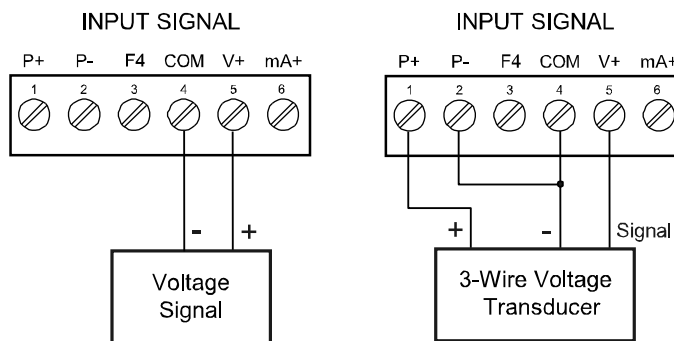 INPUT SIGNAL
P+ P- F4 COM V+ mA+
1 2 3 4 5 6
- +
Voltage
Signal
INPUT SIGNAL
P+ P- F4 COM V+ mA+
1 2 3 4 5 6
+ - Signal
3-Wire Voltage
Transducer